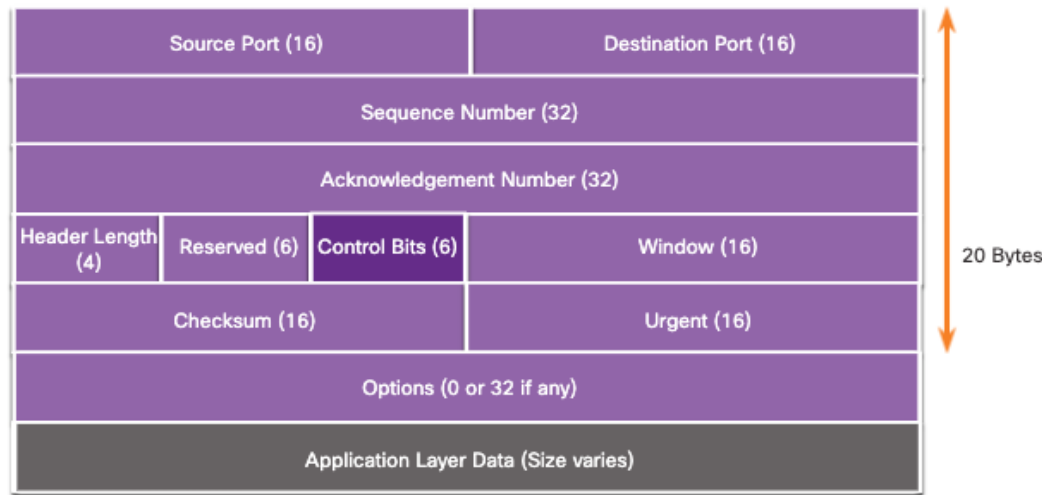 Source Port (16)
Destination Port (16)
Sequence Number (32)
Acknowledgement Number (32)
Header Length
(4)
Reserved (6)
Control Bits (6)
Window (16)
20 Bytes
Checksum (16)
Urgent (16)
Options (0 or 32 if any)
Application Layer Data (Size varies)